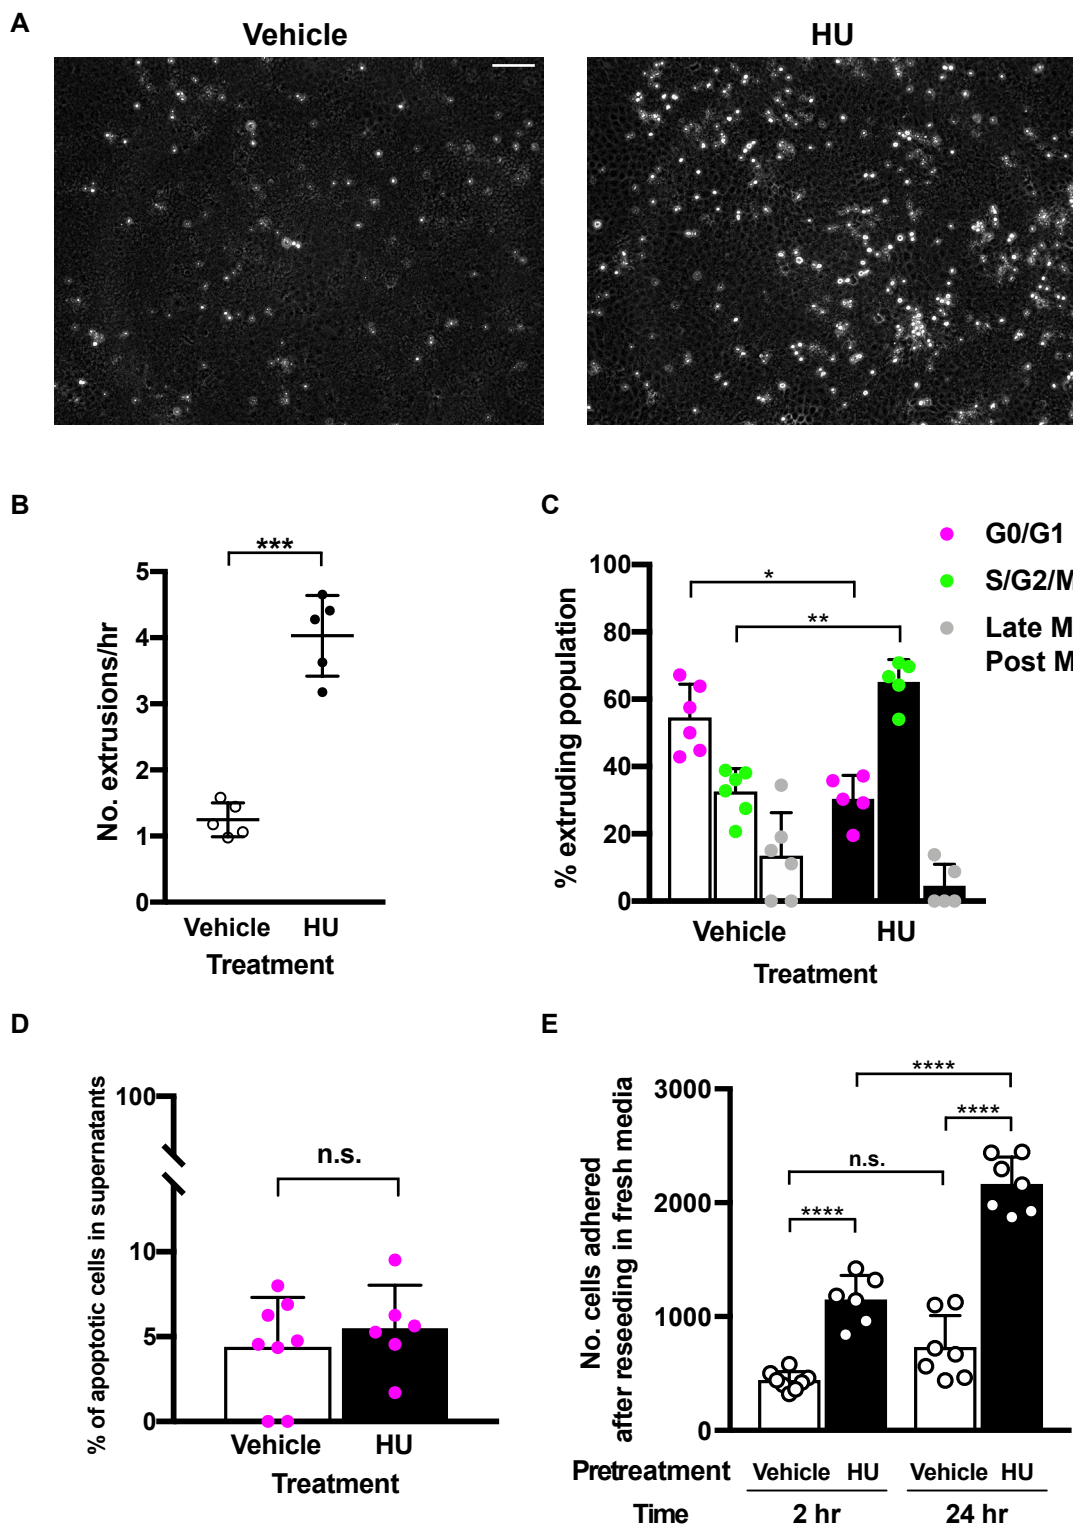 A
Vehicle
HU
B
***
5
4
3
2
1
0
No. extrusions/hr
Vehicle HU
Treatment
C
G0/G1
S/G2/M
Late M
Post M
*
**
100
80
60
40
20
0
% extruding population
Vehicle HU
Treatment
D
100
10
5
0
n.s.
% of apoptotic cells in supernatants
Vehicle HU
Treatment
E
****
****
n.s.
****
3000
2000
1000
0
No. cells adhered
after reseeding in fresh media
Pretreatment Vehicle HU Vehicle HU
Time 2 hr 24 hr